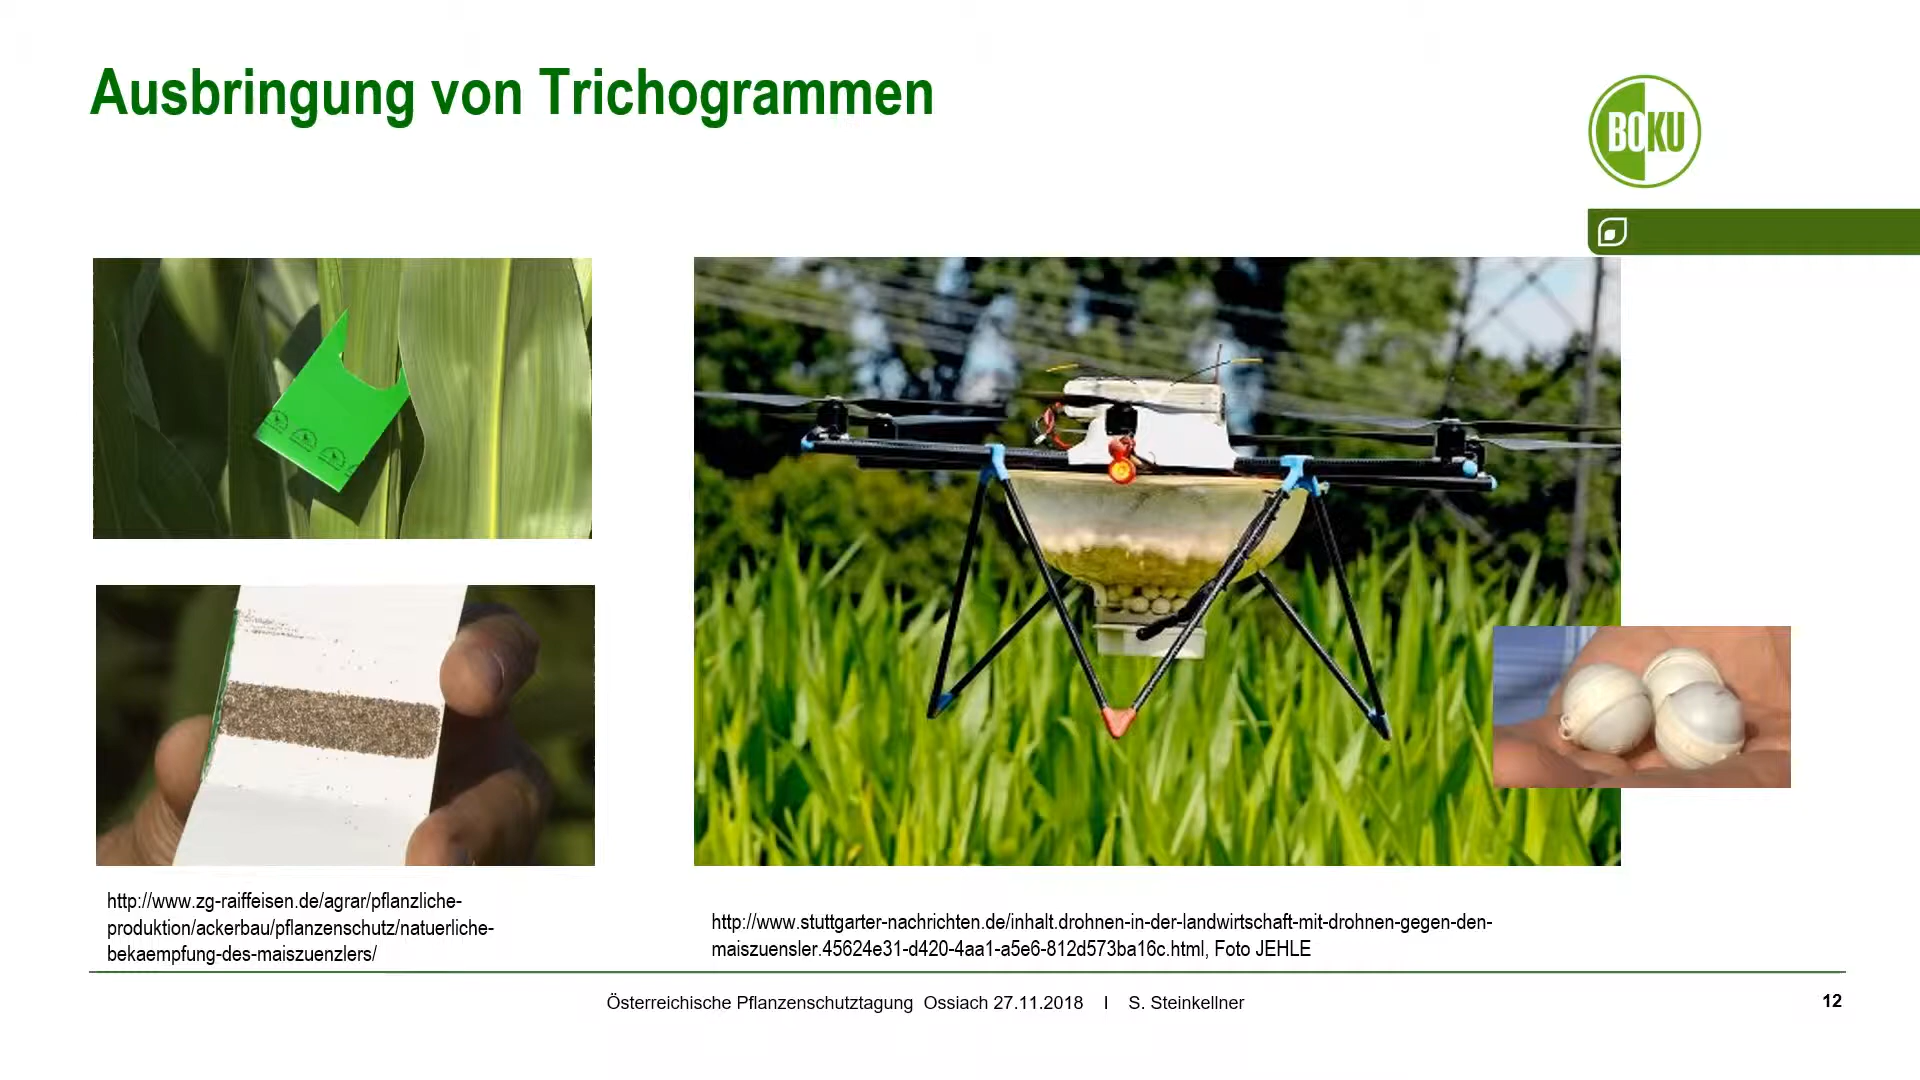 Ausbringung von Trichogrammen
BOKU
http://www.zg-raiffeisen.de/agrar/pflanzliche-
produktion/ackerbau/pflanzenschutz/natuerliche-
bekaempfung-des-maiszuenzlers/
http://www.stuttgarter-nachrichten.de/inhalt.drohnen-in-der-landwirtschaft-mit-drohnen-gegen-den-
maiszuensler.45624e31-d420-4aa1-a5e6-812d573ba16c.html, Foto JEHLE
Österreichische Pflanzenschutztagung Ossiach 27.11.2018 I S. Steinkellner
12